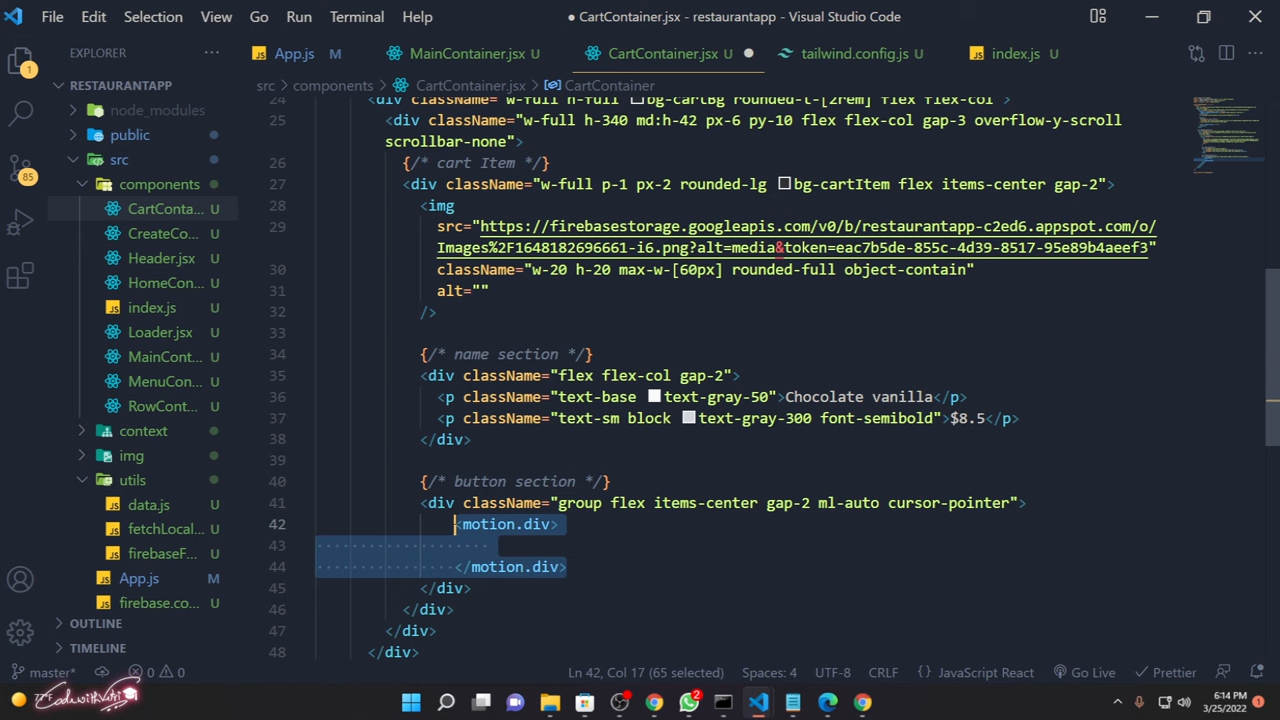 File Edit Selection View Go Run Terminal Help
● CartContainer.jsx - restaurantapp - Visual Studio Code
EXPLORER ···
App.js M
MainContainer.jsx U
CartContainer.jsx U
tailwind.config.js U
index.js U
RESTAURANTAPP
src > components > CartContainer.jsx > CartContainer
node_modules
public
src
components
CartConta... U
CreateCo... U
Header.jsx U
HomeCon... U
index.js U
Loader.jsx U
MainCont... U
MenuCon... U
RowCont... U
context
img
utils
data.js U
fetchLocal... U
firebaseF... U
App.js M
firebase.co... U
OUTLINE
TIMELINE
1
85
24 <div className="w-full h-full bg-cartBg rounded-t-[2rem] flex flex-col">
25 <div className="w-full h-340 md:h-42 px-6 py-10 flex flex-col gap-3 overflow-y-scroll
scrollbar-none">
26 {/* cart Item */}
27 <div className="w-full p-1 px-2 rounded-lg bg-cartItem flex items-center gap-2">
28 <img
29 src="https://firebasestorage.googleapis.com/v0/b/restaurantapp-c2ed6.appspot.com/o/
Images%2F1648182696661-i6.png?alt=media&token=eac7b5de-855c-4d39-8517-95e89b4aeef3"
30 className="w-20 h-20 max-w-[60px] rounded-full object-contain"
31 alt=""
32 />
33
34 {/* name section */}
35 <div className="flex flex-col gap-2">
36 <p className="text-base text-gray-50">Chocolate vanilla</p>
37 <p className="text-sm block text-gray-300 font-semibold">$8.5</p>
38 </div>
39
40 {/* button section */}
41 <div className="group flex items-center gap-2 ml-auto cursor-pointer">
42 <motion.div>
43
44 </motion.div>
45 </div>
46 </div>
47 </div>
48 </div>
master* 0 0 Ln 42, Col 17 (65 selected) Spaces: 4 UTF-8 CRLF JavaScript React Go Live Prettier
2
6:14 PM
3/25/2022
1